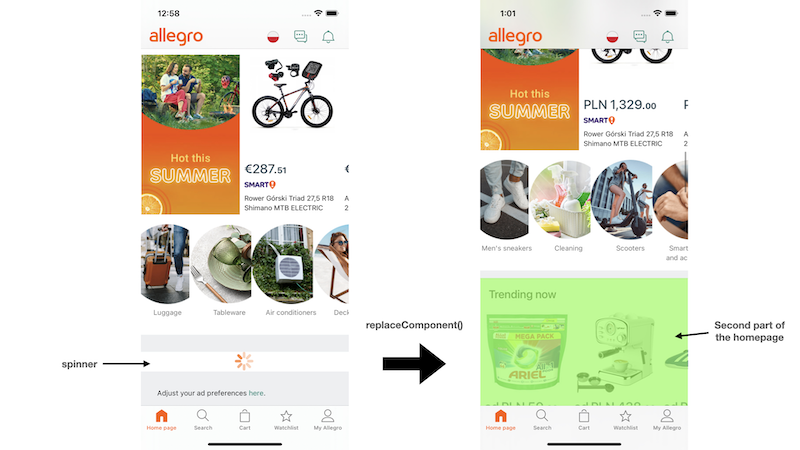 12:58
allegro
Hot this
SUMMER
€287.51
SMART!
Rower Górski Triad 27,5 R18
Shimano MTB ELECTRIC
Luggage
Tableware
Air conditioners
Deck
spinner
Adjust your ad preferences here.
Home page
Search
Cart
Watchlist
My Allegro
replaceComponent()
1:01
allegro
Hot this
SUMMER
PLN 1,329.00
SMART!
Rower Górski Triad 27,5 R18
Shimano MTB ELECTRIC
Men's sneakers
Cleaning
Scooters
Smart
and ac
Trending now
MEGA PACK
ARIEL
Second part of
the homepage
Home page
Search
Cart
Watchlist
My Allegro